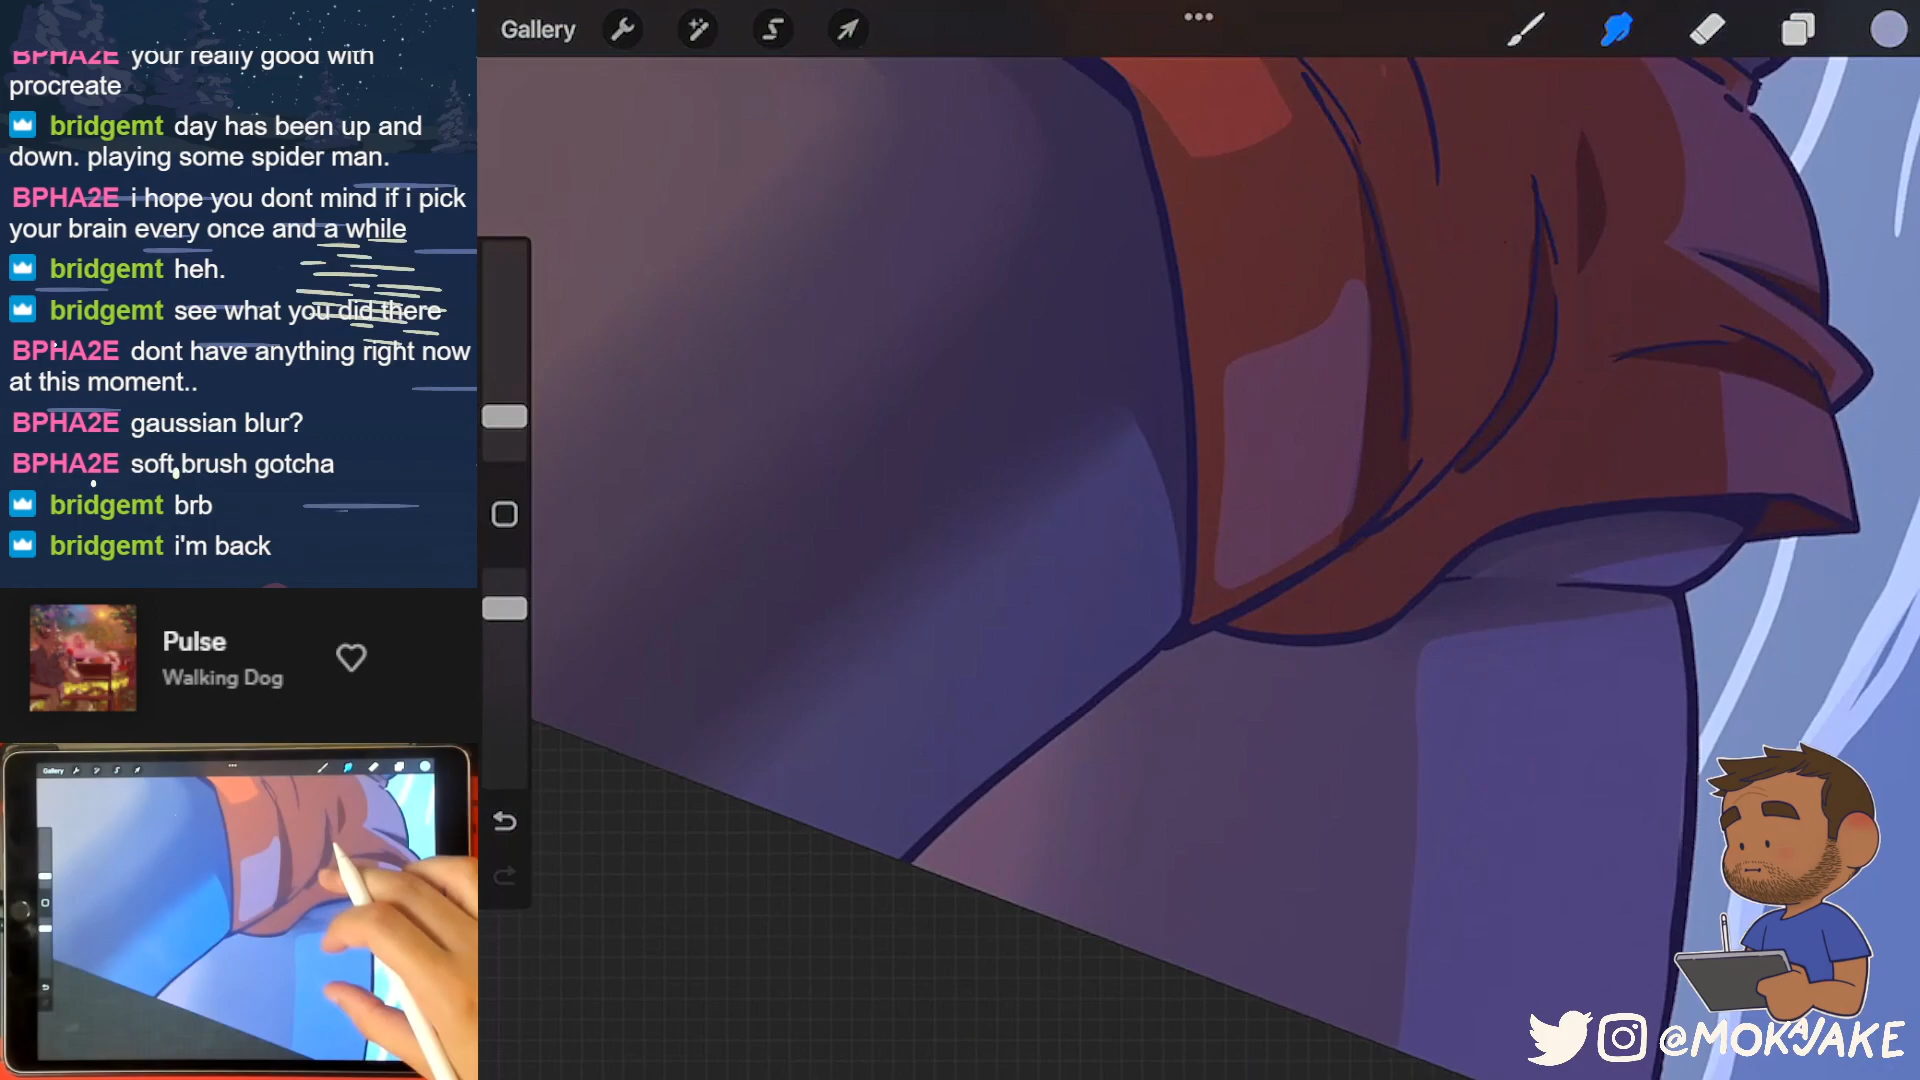 BPHA2E your really good with
procreate
bridgemt day has been up and
down. playing some spider man.
BPHA2E i hope you dont mind if i pick
your brain every once and a while
bridgemt heh.
bridgemt see what you did there
BPHA2E dont have anything right now
at this moment..
BPHA2E gaussian blur?
BPHA2E soft brush gotcha
bridgemt brb
bridgemt i'm back
Pulse
Walking Dog
Gallery
Gallery
@MOKAJAKE